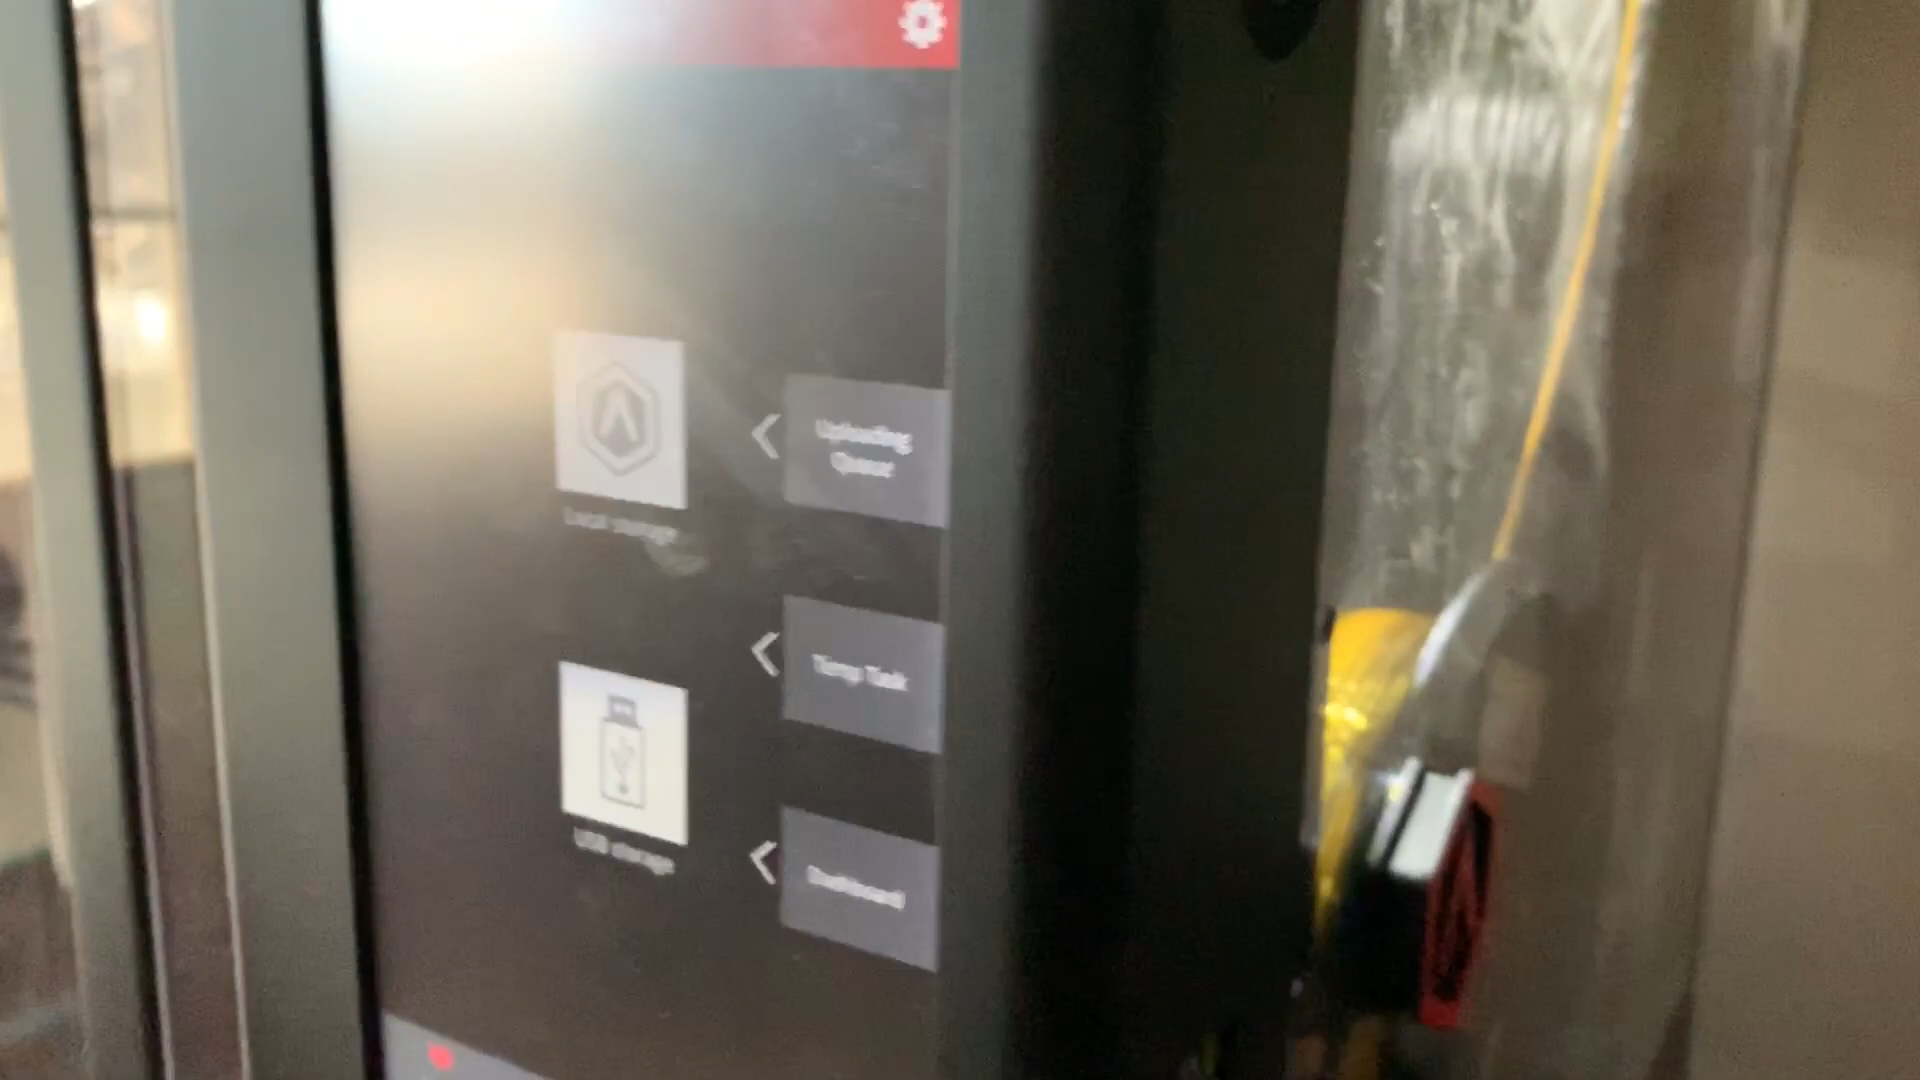 Uploading
Queue
Local storage
Temp Task
USB storage
Dashboard